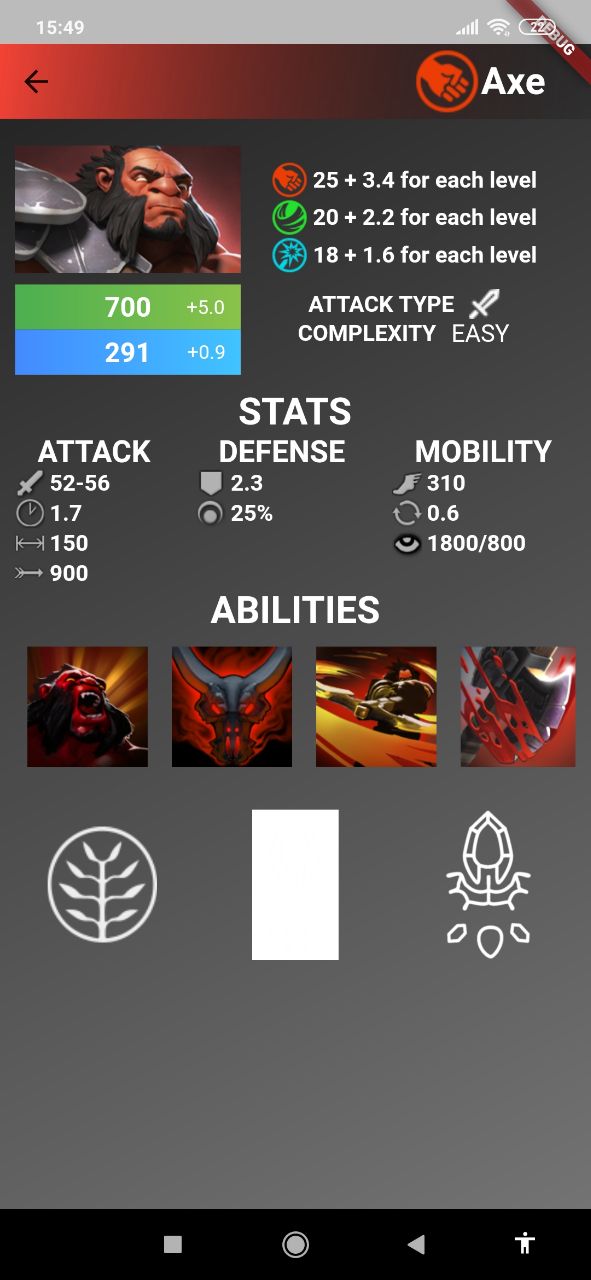 15:49
22
DEBUG
Axe
25 + 3.4 for each level
20 + 2.2 for each level
18 + 1.6 for each level
700 +5.0
291 +0.9
ATTACK TYPE
COMPLEXITY EASY
STATS
ATTACK DEFENSE MOBILITY
52-56 2.3 310
1.7 25% 0.6
150 1800/800
900
ABILITIES